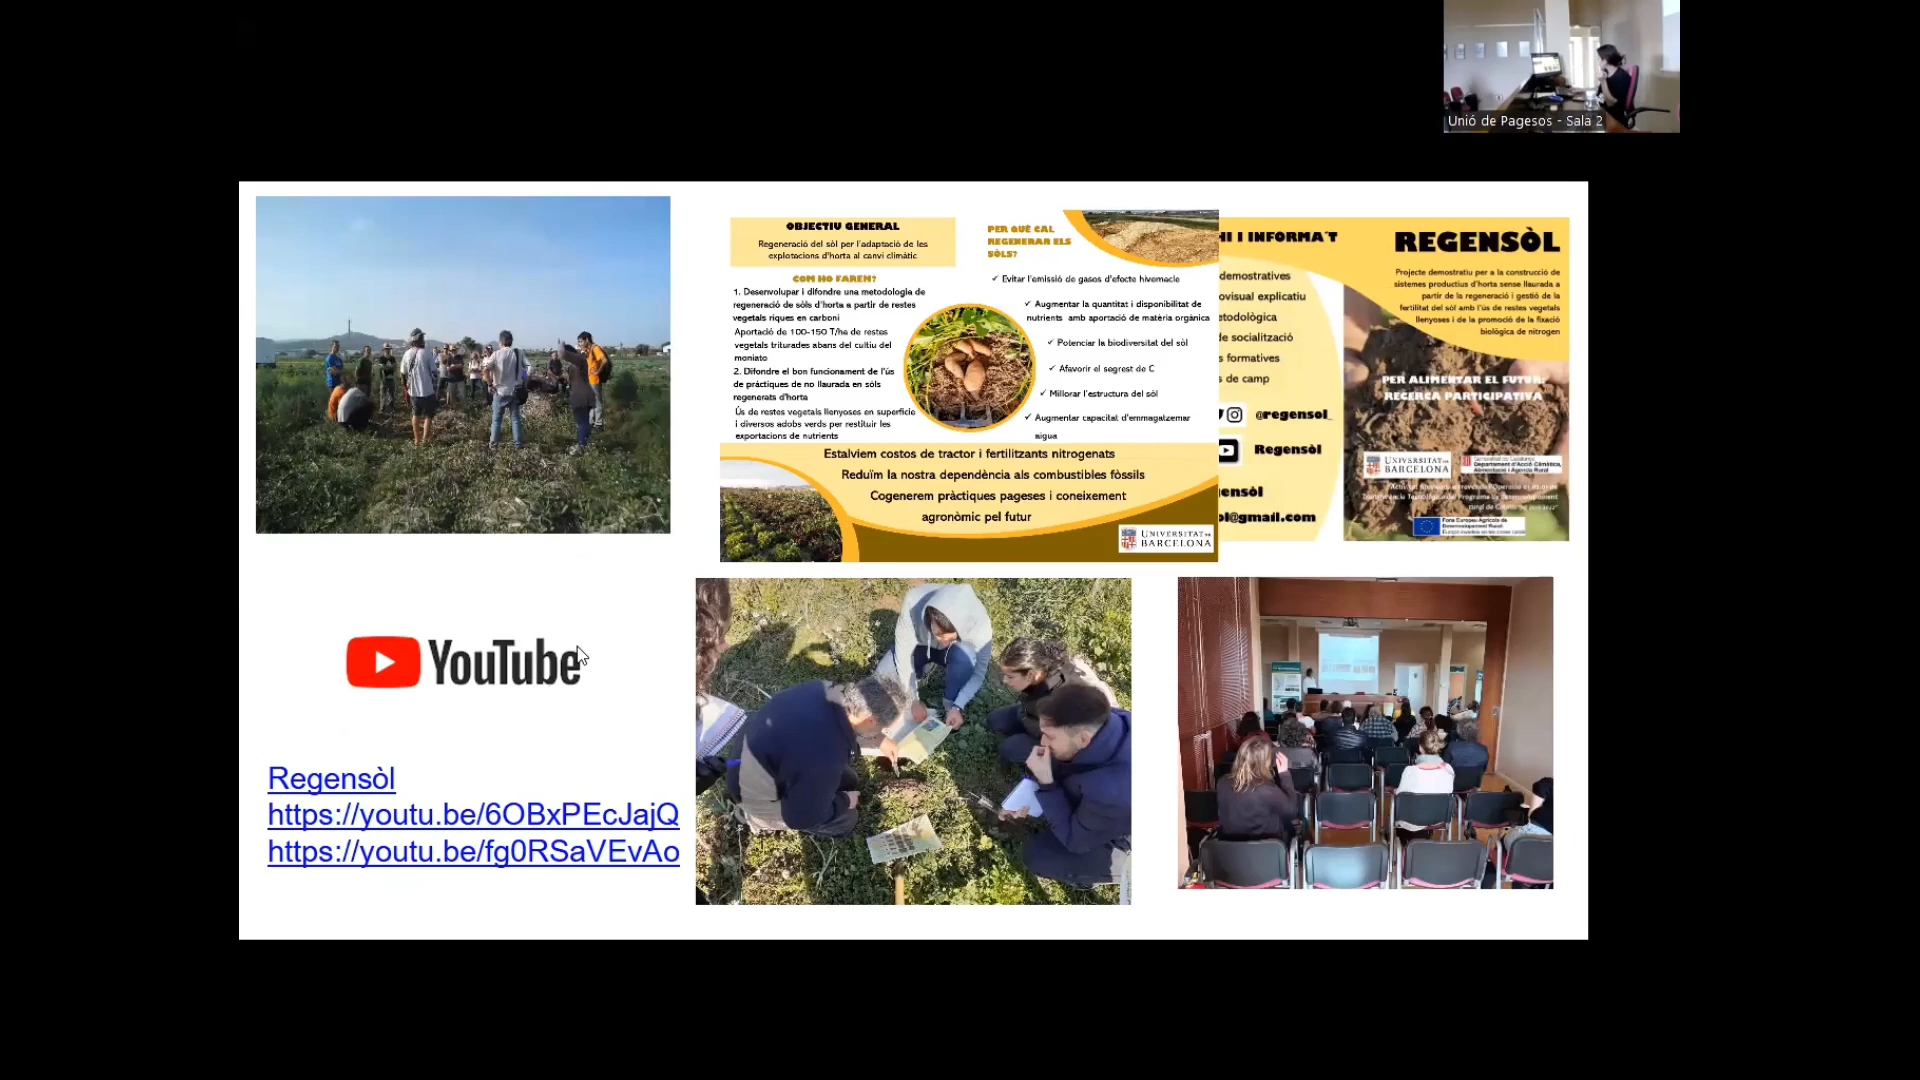 Unió de Pagesos - Sala 2
OBJECTIU GENERAL
Regeneració del sòl per l'adaptació de les
explotacions d'horta al canvi climàtic
COM HO FAREM?
1. Desenvolupar i difondre una metodologia de
regeneració de sòls d'horta a partir de restes
vegetals riques en carboni
Aportació de 100-150 T/ha de restes
vegetals triturades abans del cultiu del
moniato
2. Difondre el bon funcionament de l'ús
de pràctiques de no llaurada en sòls
regenerats d'horta
Ús de restes vegetals llenyoses en superfície
i diversos adobs verds per restituir les
exportacions de nutrients
PER QUÈ CAL
REGENERAR ELS
SÒLS?
✓ Evitar l'emissió de gasos d'efecte hivernacle
✓ Augmentar la quantitat i disponibilitat de
nutrients amb aportació de matèria orgànica
✓ Potenciar la biodiversitat del sòl
✓ Afavorir el segrest de C
✓ Millorar l'estructura del sòl
✓ Augmentar capacitat d'emmagatzemar
aigua
Estalviem costos de tractor i fertilitzants nitrogenats
Reduïm la nostra dependència als combustibles fòssils
Cogenerem pràctiques pageses i coneixement
agronòmic pel futur
UNIVERSITAT DE
BARCELONA
HI I INFORMA'T
demostratives
ovisual explicatiu
etodològica
de socialització
s formatives
s de camp
@regensol_
Regensòl
ensòl
ol@gmail.com
REGENSÒL
Projecte demostratiu per a la construcció de
sistemes productius d'horta sense llaurada a
partir de la regeneració i gestió de la
fertilitat del sòl amb l'ús de restes vegetals
llenyoses i de la promoció de la fixació
biològica de nitrogen
PER ALIMENTAR EL FUTUR:
RECERCA PARTICIPATIVA
UNIVERSITAT DE
BARCELONA
Generalitat de Catalunya
Departament d'Acció Climàtica,
Alimentació i Agenda Rural
Fons Europeu Agrícola de
Desenvolupament Rural:
YouTube
Regensòl
https://youtu.be/6OBxPEcJajQ
https://youtu.be/fg0RSaVEvAo